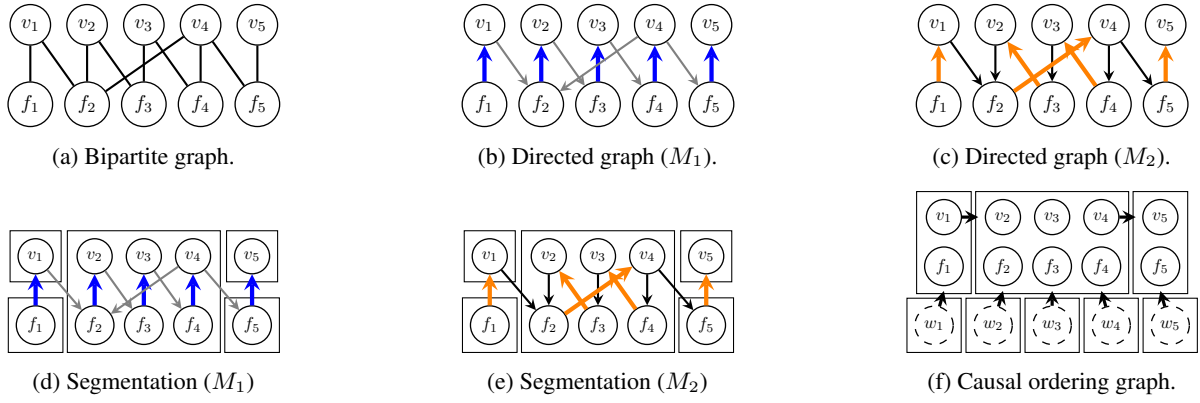 v₁ v₂ v₃ v₄ v₅
f₁ f₂ f₃ f₄ f₅
(a) Bipartite graph.
v₁ v₂ v₃ v₄ v₅
f₁ f₂ f₃ f₄ f₅
(b) Directed graph (M₁).
v₁ v₂ v₃ v₄ v₅
f₁ f₂ f₃ f₄ f₅
(c) Directed graph (M₂).
v₁ v₂ v₃ v₄ v₅
f₁ f₂ f₃ f₄ f₅
(d) Segmentation (M₁)
v₁ v₂ v₃ v₄ v₅
f₁ f₂ f₃ f₄ f₅
(e) Segmentation (M₂)
v₁ v₂ v₃ v₄ v₅
f₁ f₂ f₃ f₄ f₅
w₁ w₂ w₃ w₄ w₅
(f) Causal ordering graph.